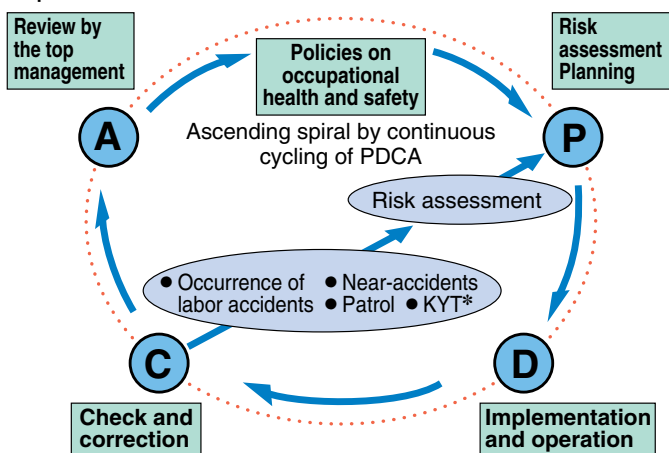 Review by
the top
management
Policies on
occupational
health and safety
Risk
assessment
Planning
A
P
Ascending spiral by continuous
cycling of PDCA
Risk assessment
● Occurrence of
labor accidents
● Near-accidents
● Patrol ● KYT*
C
D
Check and
correction
Implementation
and operation